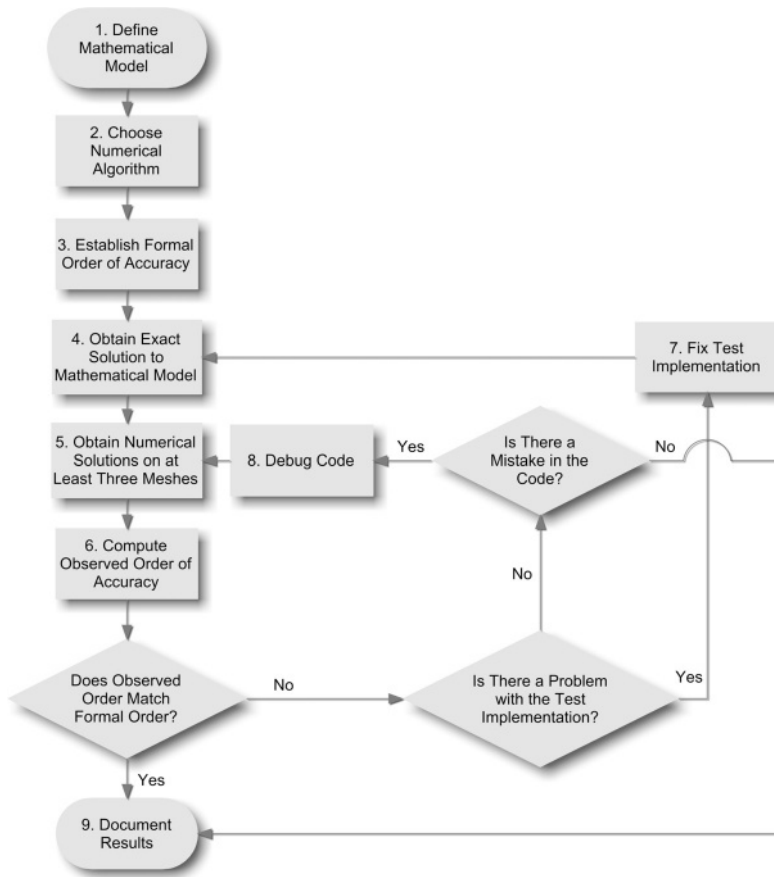 1. Define
Mathematical
Model
2. Choose
Numerical
Algorithm
3. Establish Formal
Order of Accuracy
4. Obtain Exact
Solution to
Mathematical Model
7. Fix Test
Implementation
5. Obtain Numerical
Solutions on at
Least Three Meshes
8. Debug Code
Yes
Is There a
Mistake in the
Code?
No
6. Compute
Observed Order of
Accuracy
No
Does Observed
Order Match
Formal Order?
No
Is There a Problem
with the Test
Implementation?
Yes
Yes
9. Document
Results